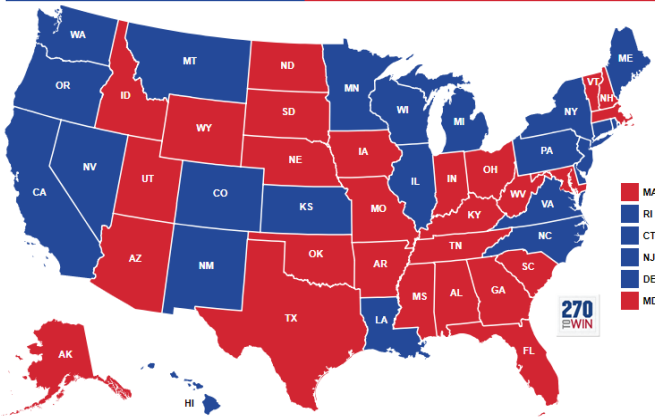 WA
MT
ND
MN
ME
OR
ID
SD
WI
MI
VT
NH
NY
WY
NE
IA
PA
NV
UT
CO
KS
IL
IN
OH
WV
VA
CA
MO
KY
NC
AZ
NM
OK
AR
TN
SC
TX
LA
MS
AL
GA
FL
AK
HI
MA
RI
CT
NJ
DE
MD
270
TO WIN